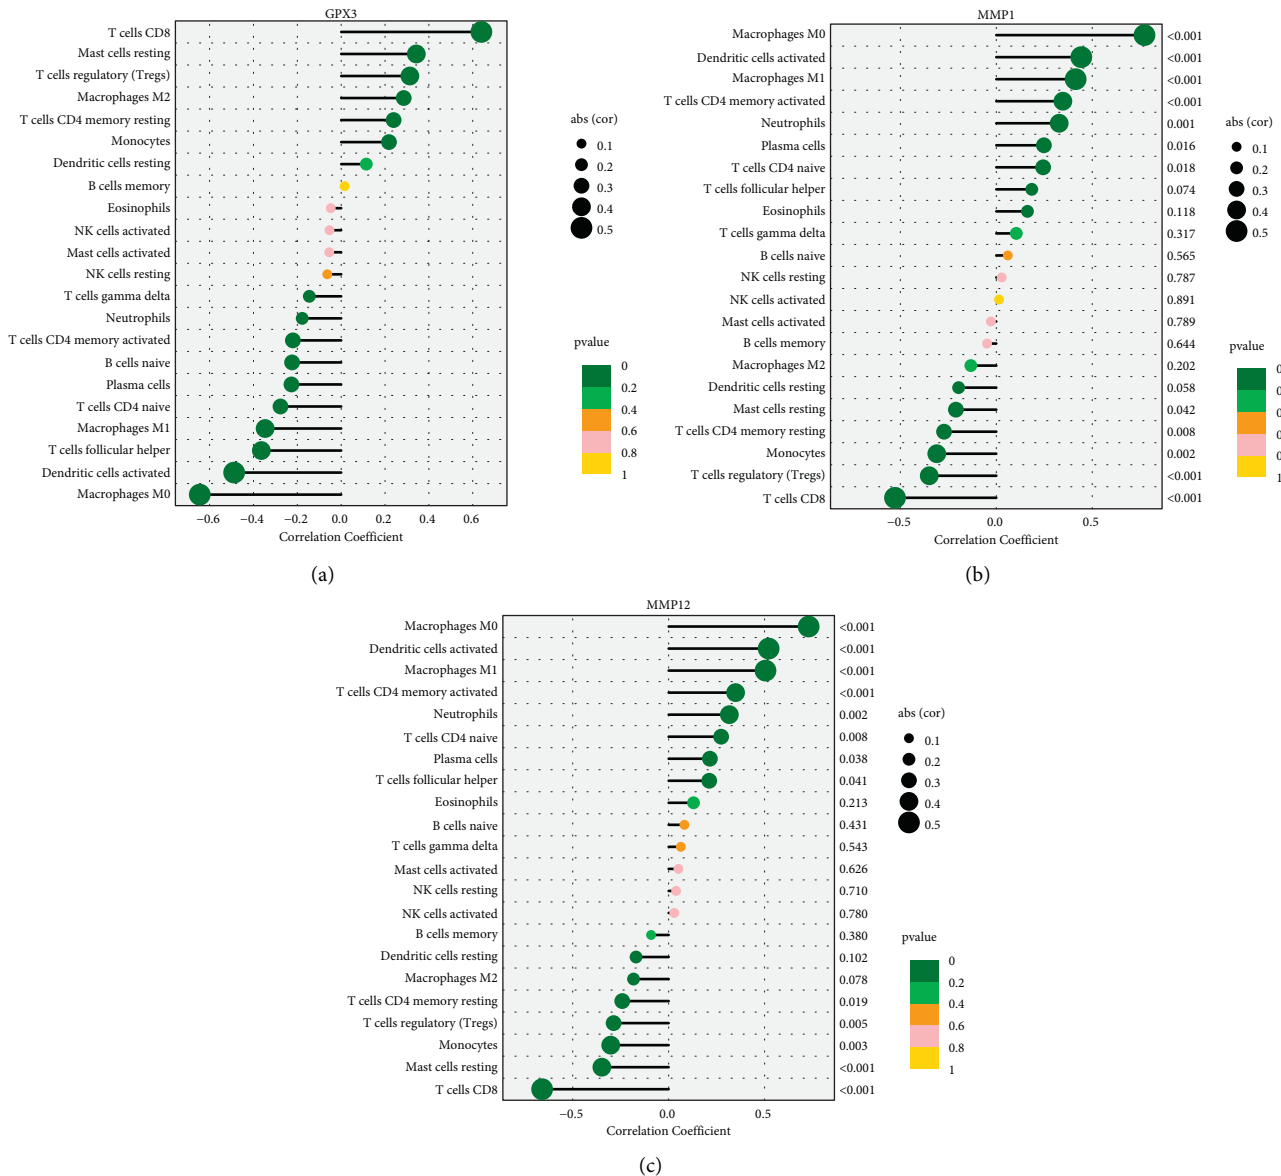 GPX3
T cells CD8
Mast cells resting
T cells regulatory (Tregs)
Macrophages M2
T cells CD4 memory resting
Monocytes
Dendritic cells resting
B cells memory
Eosinophils
NK cells activated
Mast cells activated
NK cells resting
T cells gamma delta
Neutrophils
T cells CD4 memory activated
B cells naive
Plasma cells
T cells CD4 naive
Macrophages M1
T cells follicular helper
Dendritic cells activated
Macrophages M0
−0.6 −0.4 −0.2 0.0 0.2 0.4 0.6
Correlation Coefficient
abs (cor)
0.1
0.2
0.3
0.4
0.5
pvalue
0
0.2
0.4
0.6
0.8
1
(a)
MMP1
Macrophages M0 <0.001
Dendritic cells activated <0.001
Macrophages M1 <0.001
T cells CD4 memory activated <0.001
Neutrophils 0.001
Plasma cells 0.016
T cells CD4 naive 0.018
T cells follicular helper 0.074
Eosinophils 0.118
T cells gamma delta 0.317
B cells naive 0.565
NK cells resting 0.787
NK cells activated 0.891
Mast cells activated 0.789
B cells memory 0.644
Macrophages M2 0.202
Dendritic cells resting 0.058
Mast cells resting 0.042
T cells CD4 memory resting 0.008
Monocytes 0.002
T cells regulatory (Tregs) <0.001
T cells CD8 <0.001
−0.5 0.0 0.5
Correlation Coefficient
abs (cor)
0.1
0.2
0.3
0.4
0.5
pvalue
1
(b)
MMP12
Macrophages M0 <0.001
Dendritic cells activated <0.001
Macrophages M1 <0.001
T cells CD4 memory activated <0.001
Neutrophils 0.002
T cells CD4 naive 0.008
Plasma cells 0.038
T cells follicular helper 0.041
Eosinophils 0.213
B cells naive 0.431
T cells gamma delta 0.543
Mast cells activated 0.626
NK cells resting 0.710
NK cells activated 0.780
B cells memory 0.380
Dendritic cells resting 0.102
Macrophages M2 0.078
T cells CD4 memory resting 0.019
T cells regulatory (Tregs) 0.005
Monocytes 0.003
Mast cells resting <0.001
T cells CD8 <0.001
−0.5 0.0 0.5
Correlation Coefficient
abs (cor)
0.1
0.2
0.3
0.4
0.5
pvalue
0
0.2
0.4
0.6
0.8
1
(c)